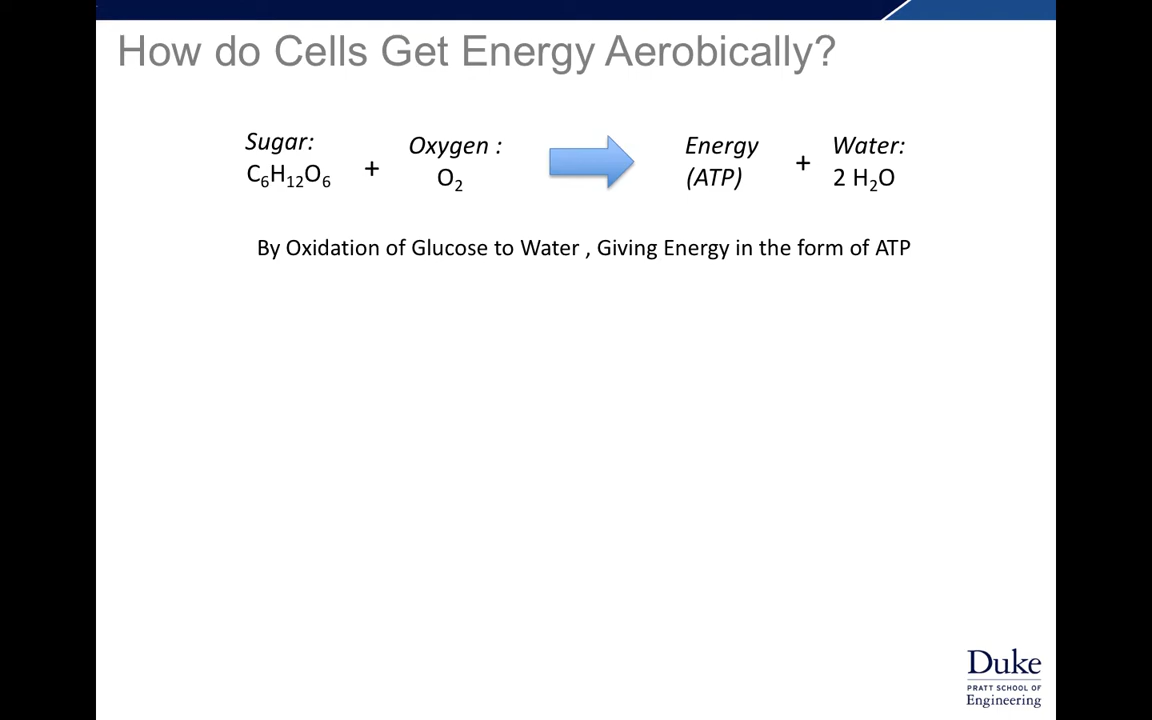 How do Cells Get Energy Aerobically?
Sugar: Oxygen : Energy Water:
C₆H₁₂O₆ + O₂ (ATP) + 2 H₂O
By Oxidation of Glucose to Water , Giving Energy in the form of ATP
Duke
PRATT SCHOOL OF
Engineering